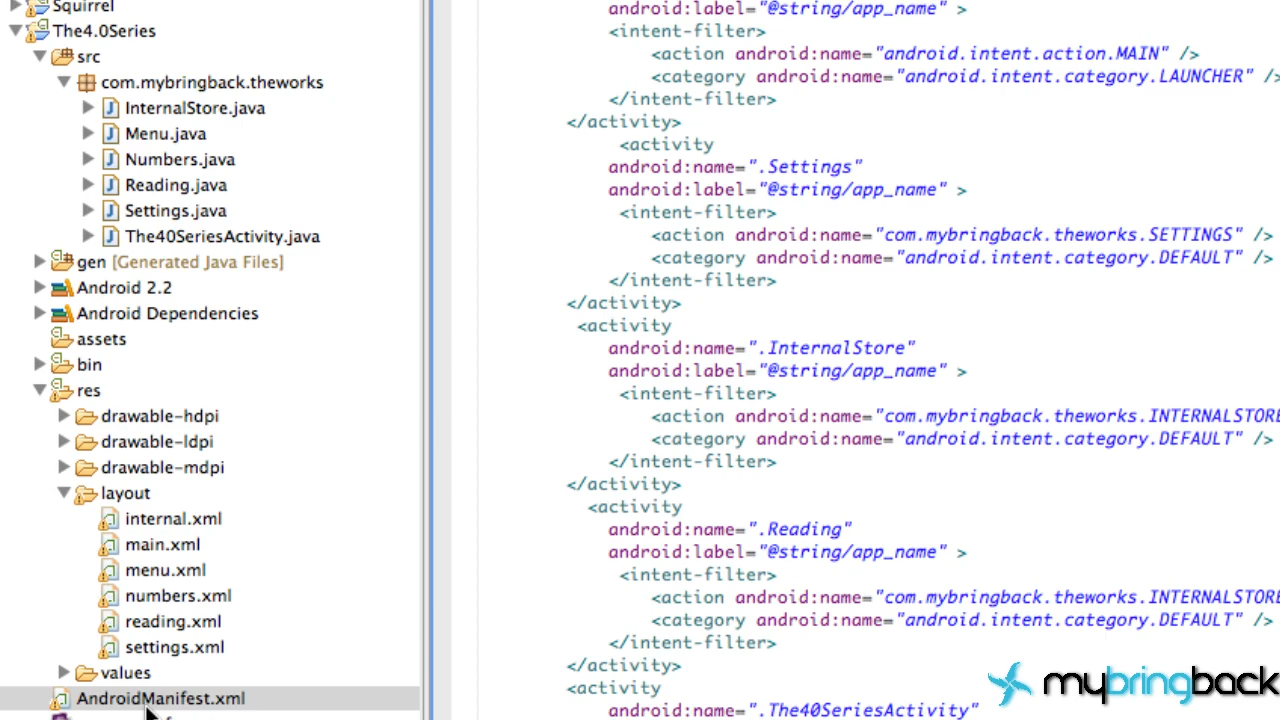 Squirrel
The4.0Series
src
com.mybringback.theworks
InternalStore.java
Menu.java
Numbers.java
Reading.java
Settings.java
The40SeriesActivity.java
gen [Generated Java Files]
Android 2.2
Android Dependencies
assets
bin
res
drawable-hdpi
drawable-ldpi
drawable-mdpi
layout
internal.xml
main.xml
menu.xml
numbers.xml
reading.xml
settings.xml
values
AndroidManifest.xml
android:label="@string/app_name" >
<intent-filter>
<action android:name="android.intent.action.MAIN" />
<category android:name="android.intent.category.LAUNCHER" />
</intent-filter>
</activity>
<activity
android:name=".Settings"
android:label="@string/app_name" >
<intent-filter>
<action android:name="com.mybringback.theworks.SETTINGS" />
<category android:name="android.intent.category.DEFAULT" />
</intent-filter>
</activity>
<activity
android:name=".InternalStore"
android:label="@string/app_name" >
<intent-filter>
<action android:name="com.mybringback.theworks.INTERNALSTORE
<category android:name="android.intent.category.DEFAULT" />
</intent-filter>
</activity>
<activity
android:name=".Reading"
android:label="@string/app_name" >
<intent-filter>
<action android:name="com.mybringback.theworks.INTERNALSTORE
<category android:name="android.intent.category.DEFAULT" />
</intent-filter>
</activity>
<activity
android:name=".The40SeriesActivity"
mybringback